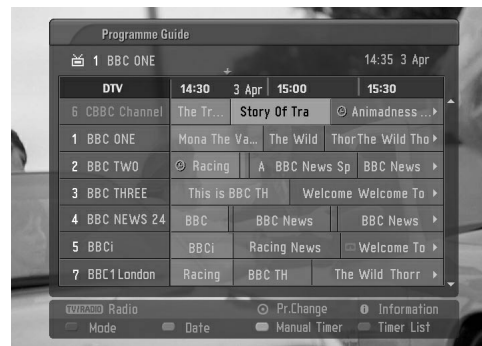 Programme Guide
1 BBC ONE 14:35 3 Apr
DTV 14:30 3 Apr 15:00 15:30
6 CBBC Channel The Tr... Story Of Tra Animadness ...
1 BBC ONE Mona The Va... The Wild Thor The Wild Tho
2 BBC TWO Racing A BBC News Sp BBC News
3 BBC THREE This is BBC TH Welcome Welcome To
4 BBC NEWS 24 BBC BBC News BBC News
5 BBCi BBCi Racing News Welcome To
7 BBC1 London Racing BBC TH The Wild Thorr
TV/RADIO Radio Pr.Change Information
Mode Date Manual Timer Timer List